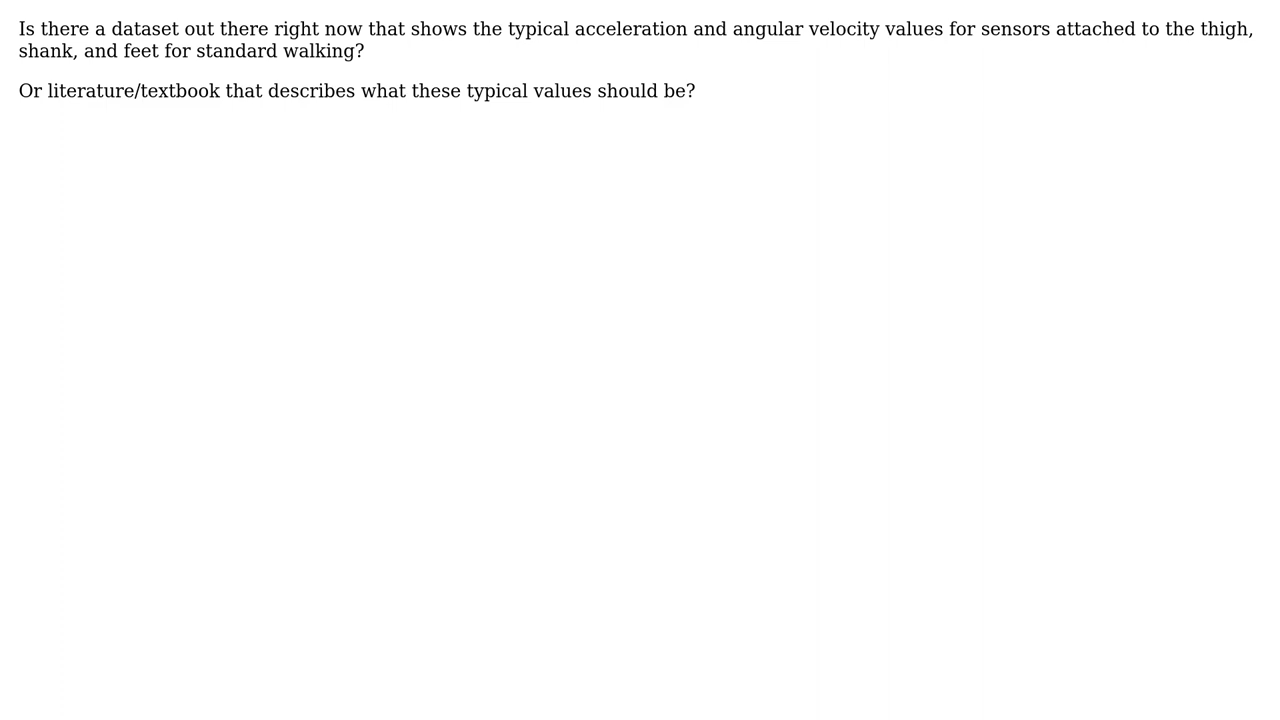 Is there a dataset out there right now that shows the typical acceleration and angular velocity values for sensors attached to the thigh,
shank, and feet for standard walking?
Or literature/textbook that describes what these typical values should be?